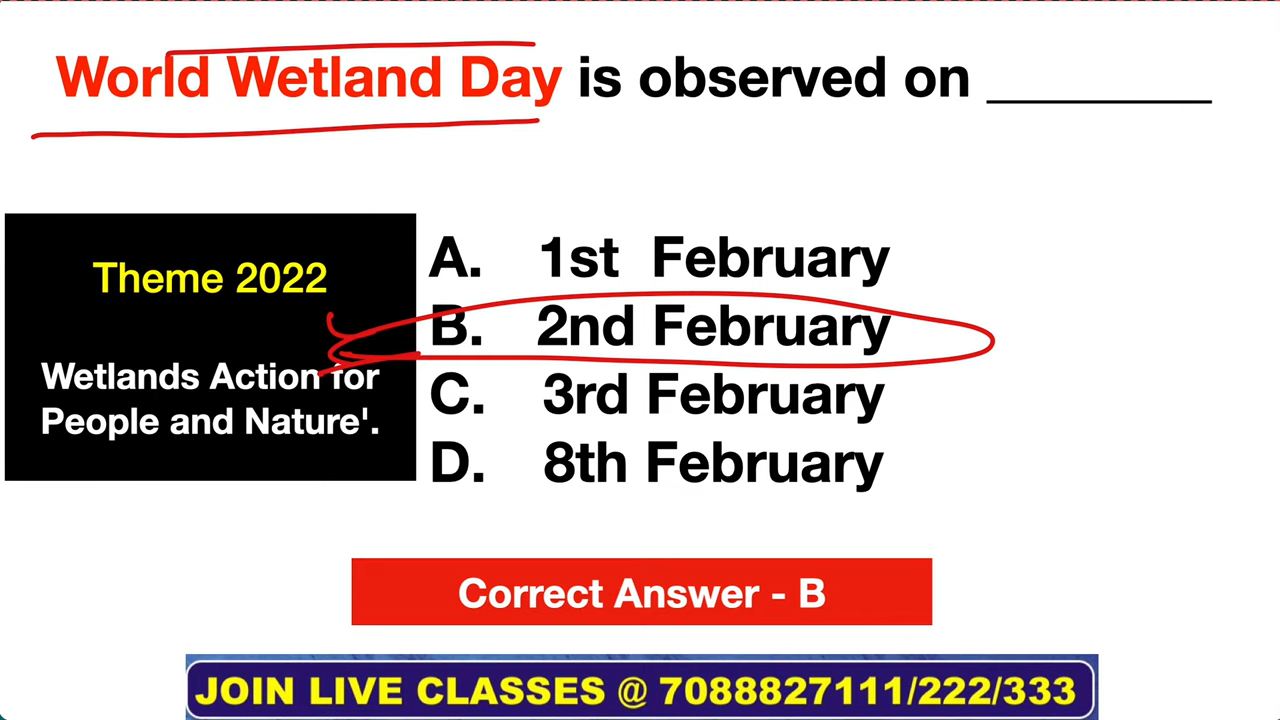 World Wetland Day is observed on ________
Theme 2022
Wetlands Action for
People and Nature'.
A. 1st February
B. 2nd February
C. 3rd February
D. 8th February
Correct Answer - B
JOIN LIVE CLASSES @ 7088827111/222/333